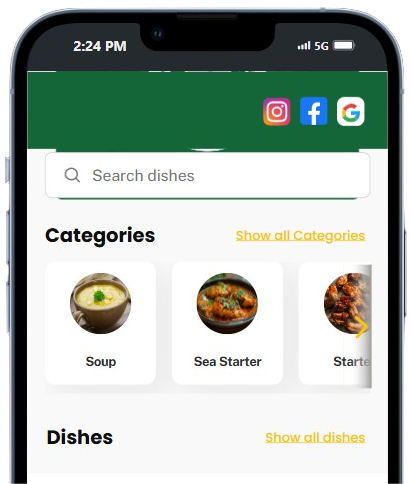 2:24 PM
5G
Search dishes
Categories
Show all Categories
Soup
Sea Starter
Starte
Dishes
Show all dishes